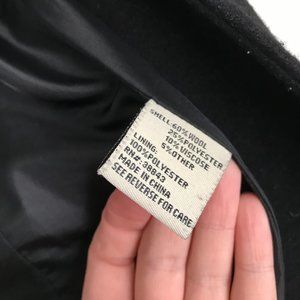 SHELL:60%WOOL
25%POLYESTER
10%VISCOSE
5%OTHER
LINING:
100%POLYESTER
RN#:38843
MADE IN CHINA
SEE REVERSE FOR CARE